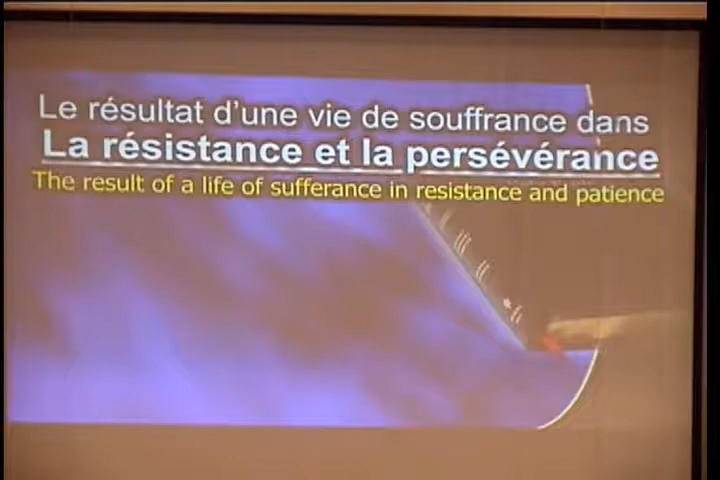 Le résultat d'une vie de souffrance dans
La résistance et la persévérance
The result of a life of sufferance in resistance and patience